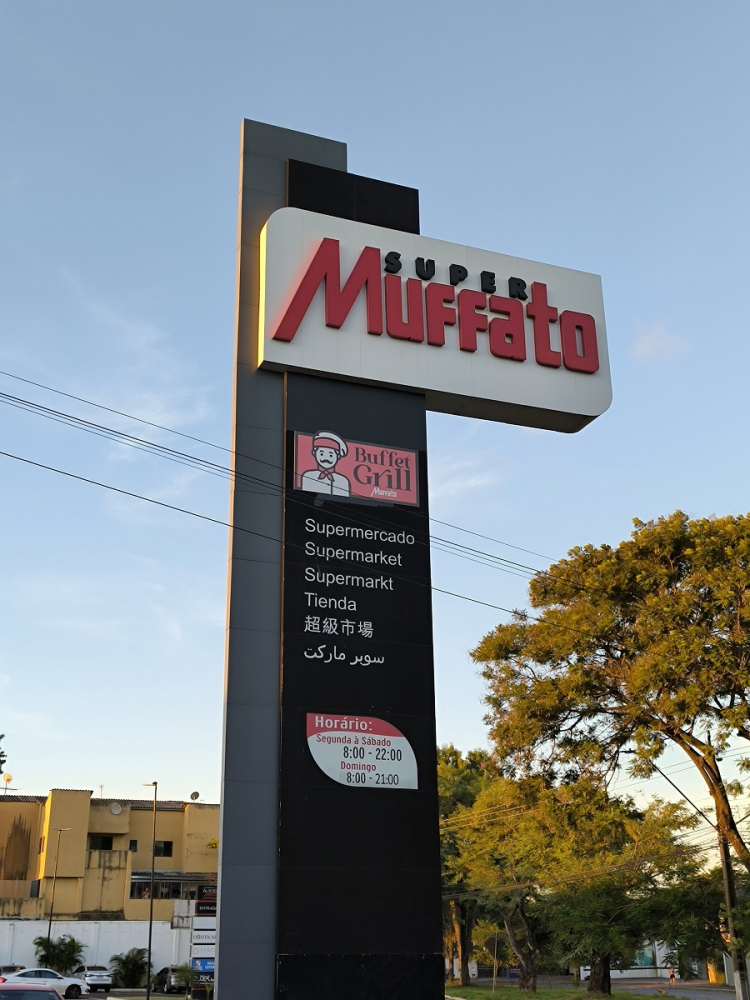 SUPER
Muffato
Buffet
Grill
Muffato
Supermercado
Supermarket
Supermarkt
Tienda
超級市場
سوبر ماركت
Horário:
Segunda à Sábado
8:00 - 22:00
Domingo
8:00 - 21:00
ENTRADA